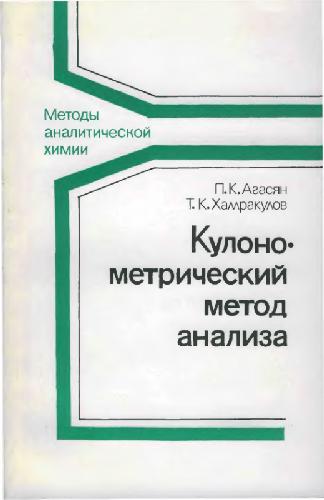 Методы
аналитической
химии
П.К.Агасян
Т.К.Хамракулов
Кулоно-
метрический
метод
анализа